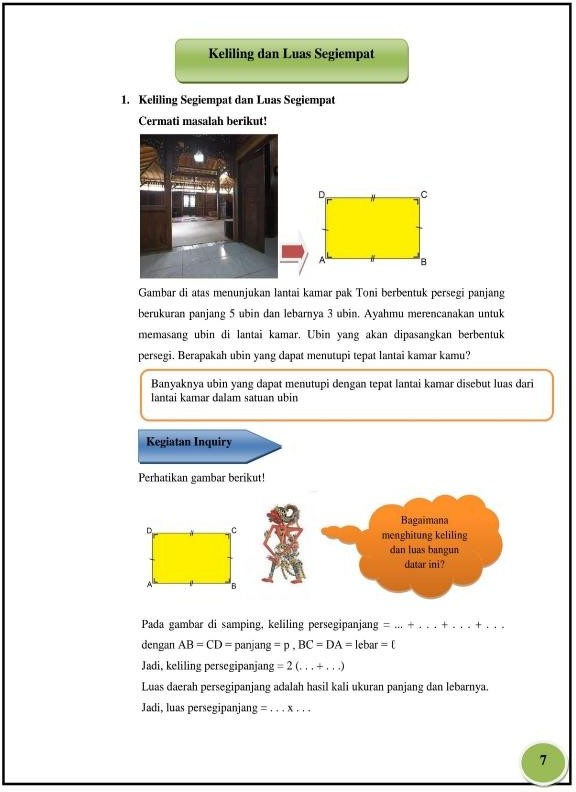 Keliling dan Luas Segiempat
1. Keliling Segiempat dan Luas Segiempat
Cermati masalah berikut!
D C
A B
Gambar di atas menunjukan lantai kamar pak Toni berbentuk persegi panjang
berukuran panjang 5 ubin dan lebarnya 3 ubin. Ayahmu merencanakan untuk
memasang ubin di lantai kamar. Ubin yang akan dipasangkan berbentuk
persegi. Berapakah ubin yang dapat menutupi tepat lantai kamar kamu?
Banyaknya ubin yang dapat menutupi dengan tepat lantai kamar disebut luas dari
lantai kamar dalam satuan ubin
Kegiatan Inquiry
Perhatikan gambar berikut!
D C
A B
Bagaimana
menghitung keliling
dan luas bangun
datar ini?
Pada gambar di samping, keliling persegipanjang = ... + . . . + . . . + . . .
dengan AB = CD = panjang = p , BC = DA = lebar = ℓ
Jadi, keliling persegipanjang = 2 (. . . + . . .)
Luas daerah persegipanjang adalah hasil kali ukuran panjang dan lebarnya.
Jadi, luas persegipanjang = . . . x . . .
7